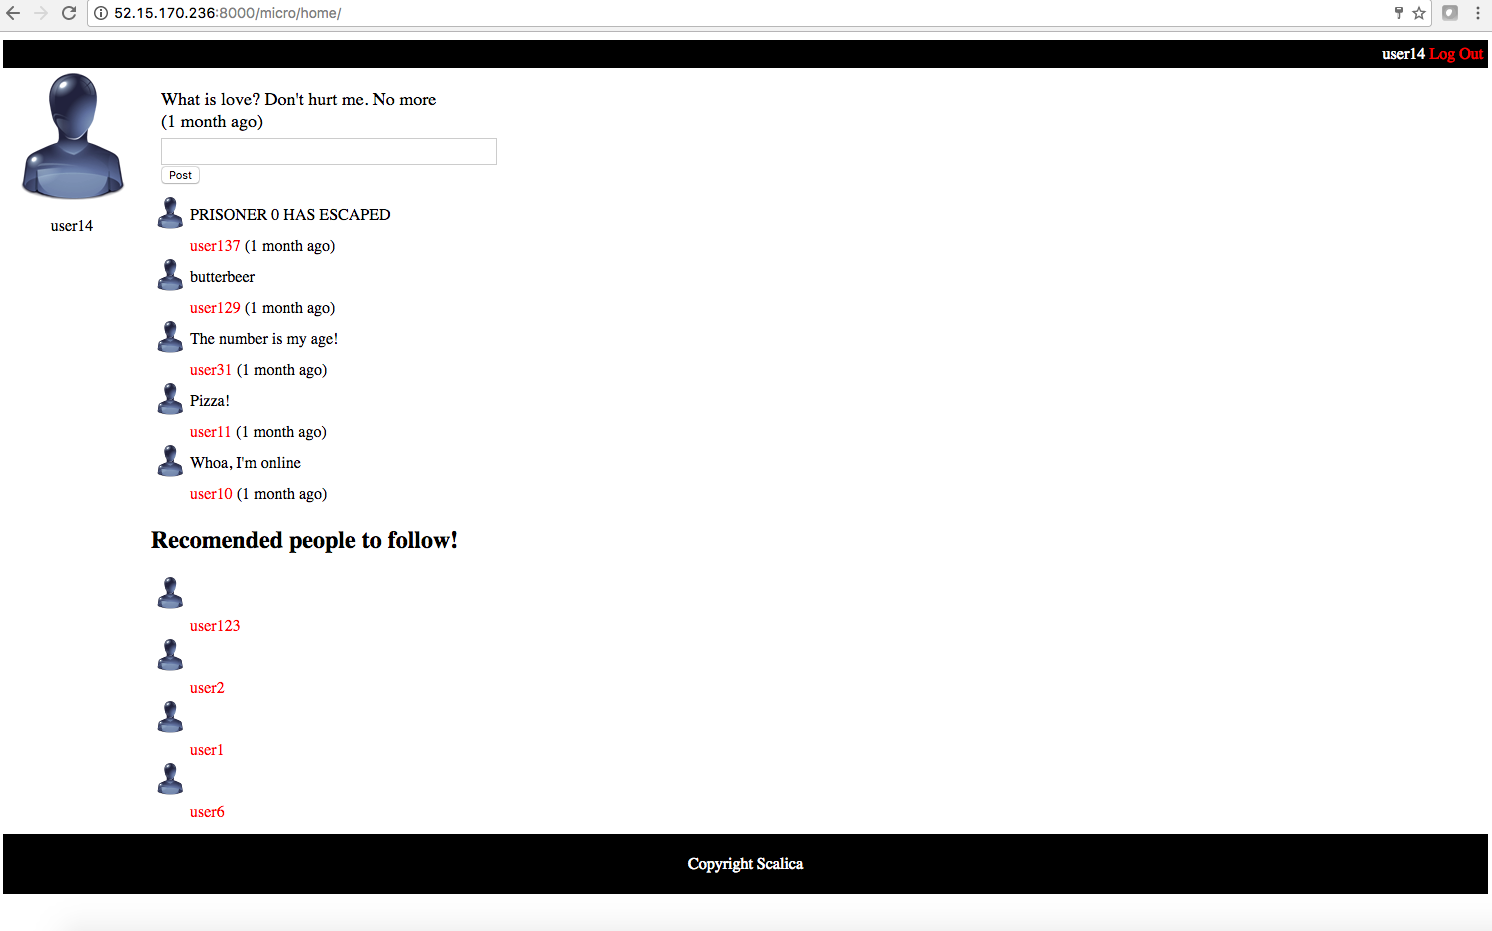 52.15.170.236:8000/micro/home/
user14 Log Out
What is love? Don't hurt me. No more
(1 month ago)
Post
user14
PRISONER 0 HAS ESCAPED
user137 (1 month ago)
butterbeer
user129 (1 month ago)
The number is my age!
user31 (1 month ago)
Pizza!
user11 (1 month ago)
Whoa, I'm online
user10 (1 month ago)
Recomended people to follow!
user123
user2
user1
user6
Copyright Scalica